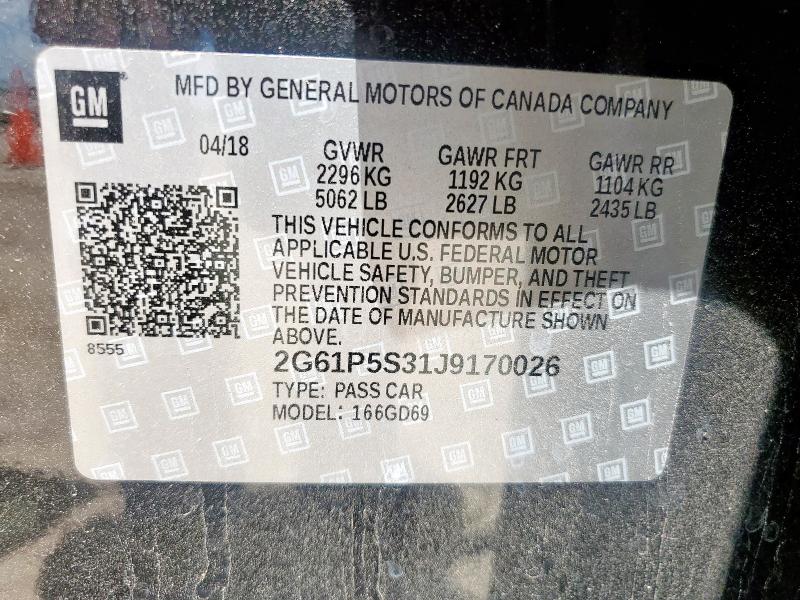 GM
MFD BY GENERAL MOTORS OF CANADA COMPANY
04/18
GVWR
2296 KG
5062 LB
GAWR FRT
1192 KG
2627 LB
GAWR RR
1104 KG
2435 LB
THIS VEHICLE CONFORMS TO ALL
APPLICABLE U.S. FEDERAL MOTOR
VEHICLE SAFETY, BUMPER, AND THEFT
PREVENTION STANDARDS IN EFFECT ON
THE DATE OF MANUFACTURE SHOWN
ABOVE.
8555
2G61P5S31J9170026
TYPE: PASS CAR
MODEL: 166GD69